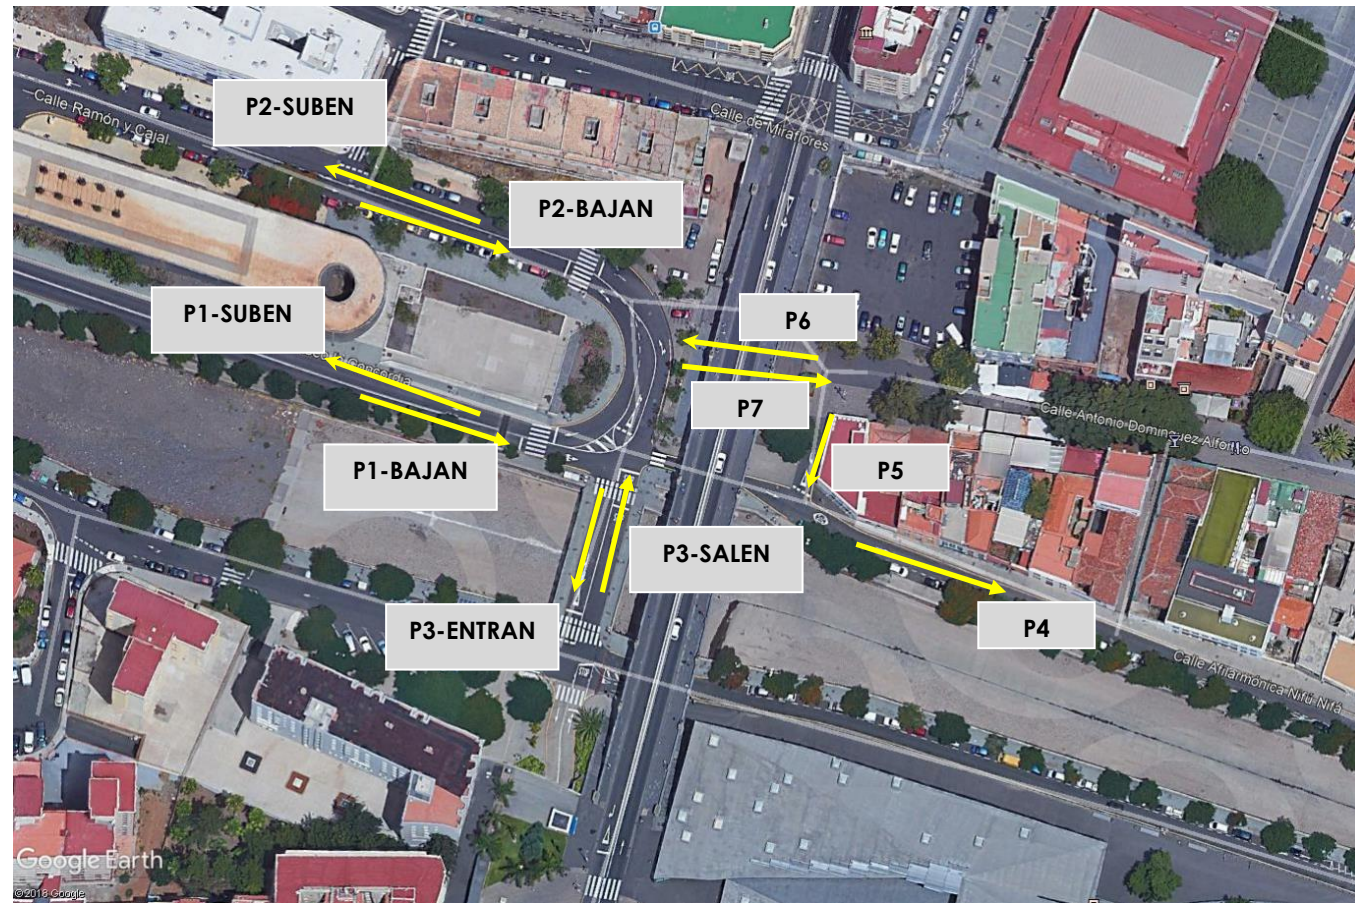 P2-SUBEN
Calle Ramón y Cajal
Calle de Miraflores
P2-BAJAN
P1-SUBEN
P6
P7
Calle Antonio Domínguez Alfonso
P1-BAJAN
P5
P3-SALEN
P3-ENTRAN
P4
Calle Afilarmónica Nifú Nifá
Google Earth
©2018 Google